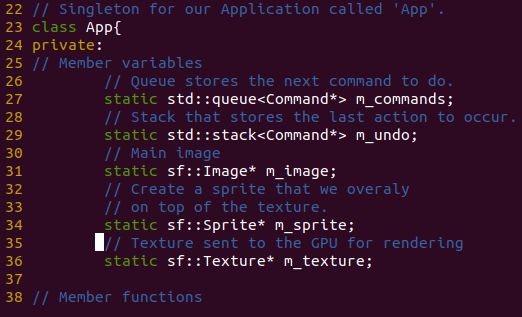 22 // Singleton for our Application called 'App'.
23 class App{
24 private:
25 // Member variables
26         // Queue stores the next command to do.
27         static std::queue<Command*> m_commands;
28         // Stack that stores the last action to occur.
29         static std::stack<Command*> m_undo;
30         // Main image
31         static sf::Image* m_image;
32         // Create a sprite that we overaly
33         // on top of the texture.
34         static sf::Sprite* m_sprite;
35         // Texture sent to the GPU for rendering
36         static sf::Texture* m_texture;
37
38 // Member functions